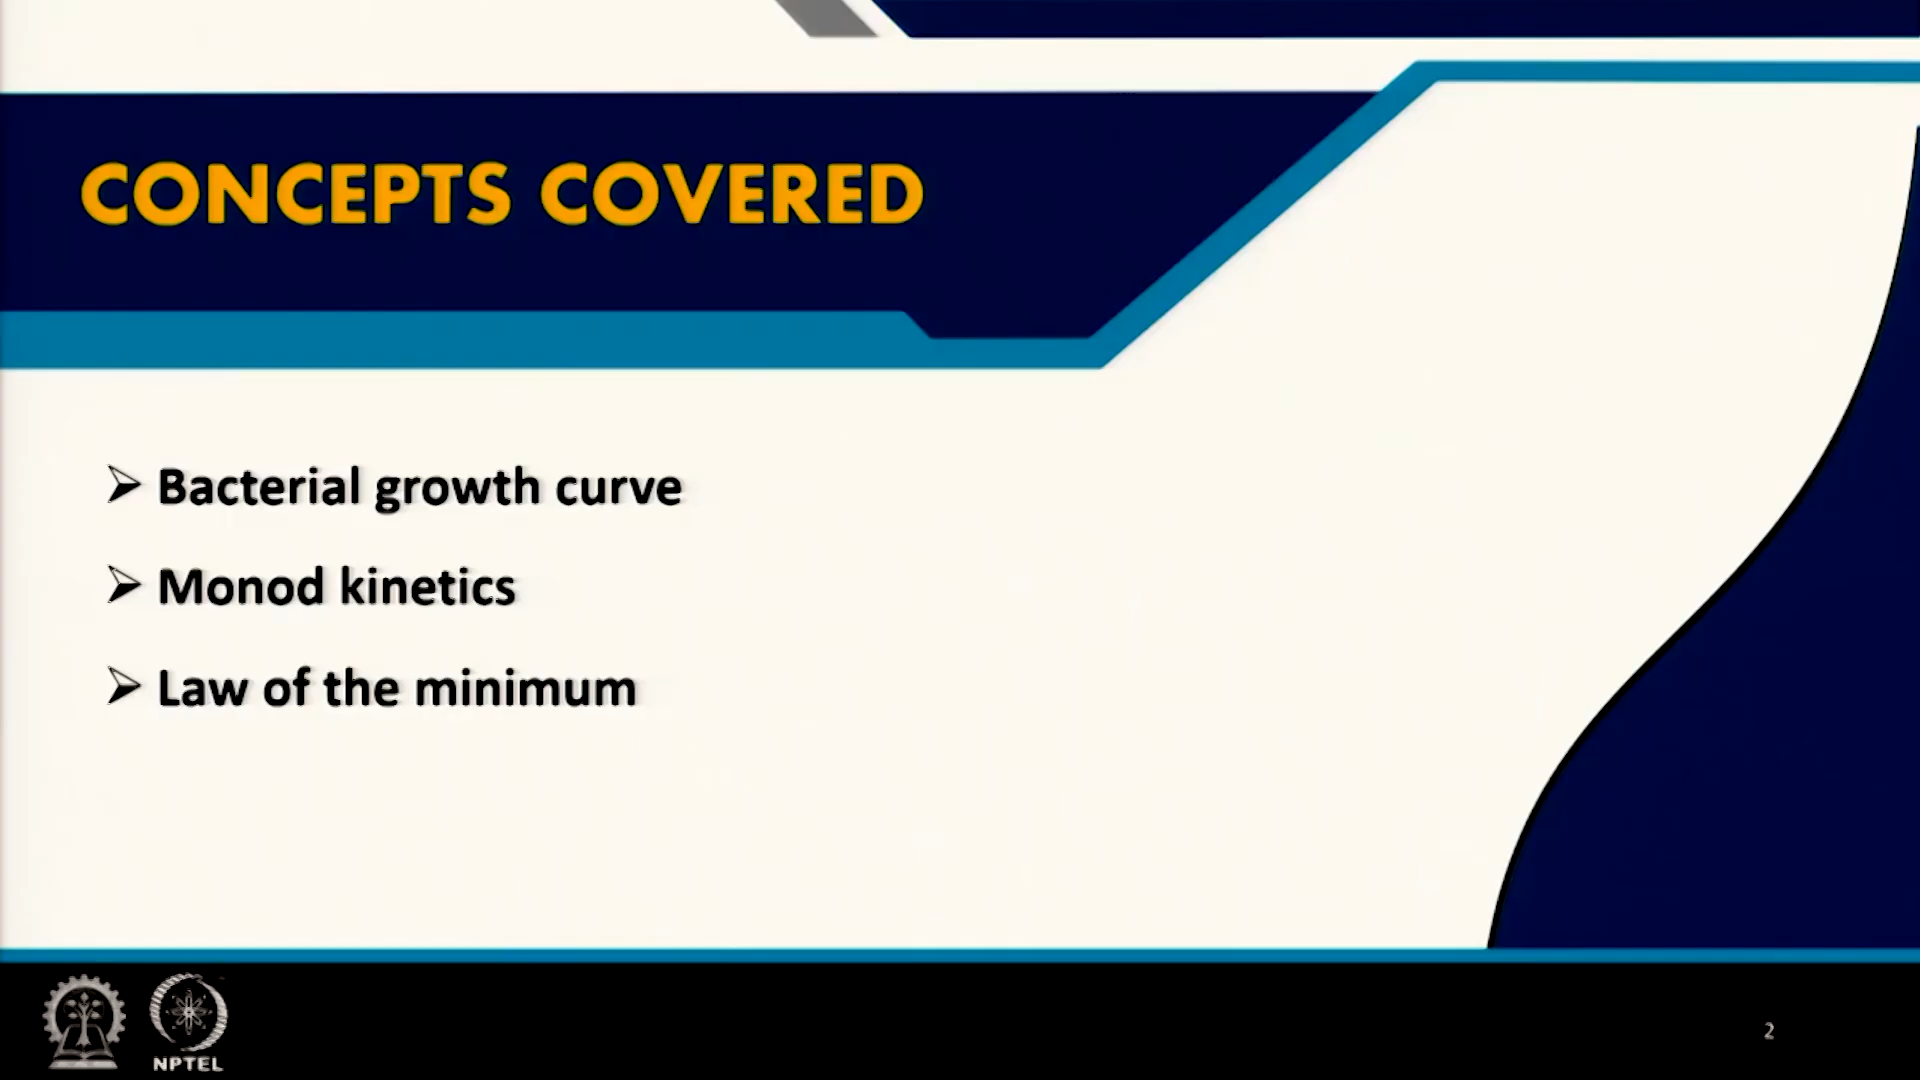 CONCEPTS COVERED
➢ Bacterial growth curve
➢ Monod kinetics
➢ Law of the minimum
NPTEL
2